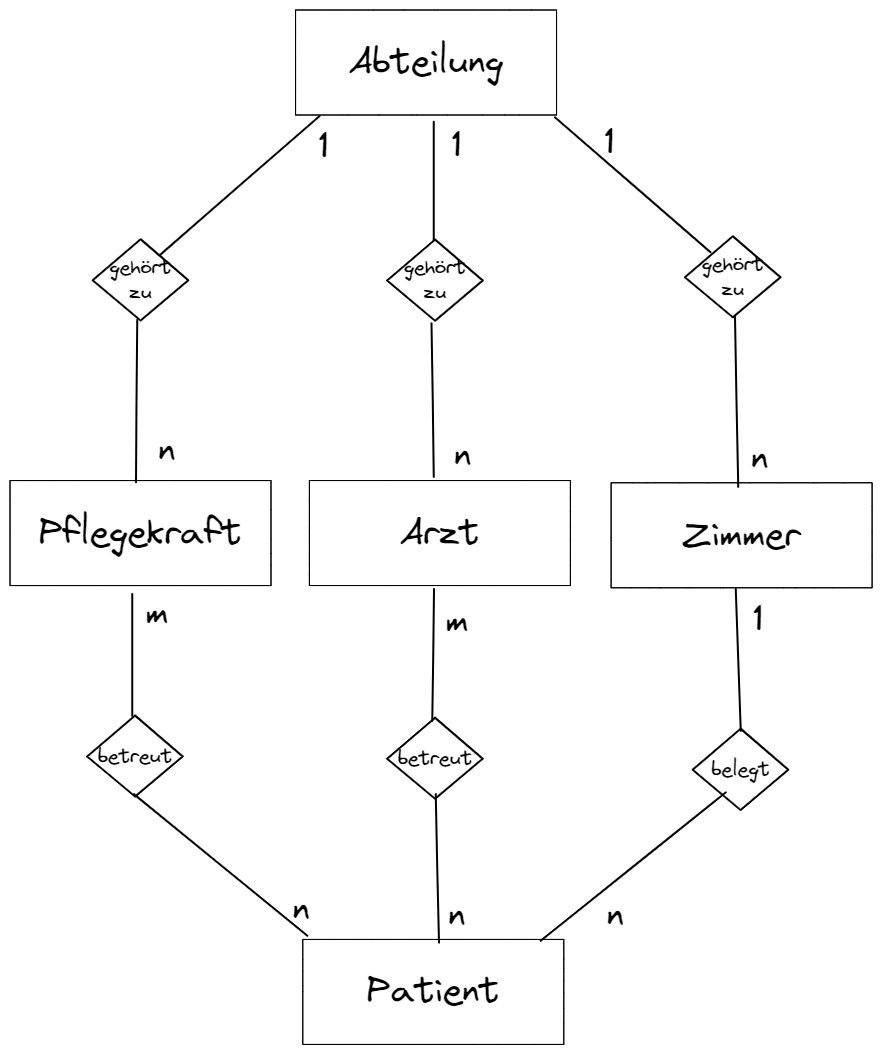 Abteilung
1
1
1
gehört
zu
gehört
zu
gehört
zu
n
n
n
Pflegekraft
Arzt
Zimmer
m
m
1
betreut
betreut
belegt
n
n
n
Patient